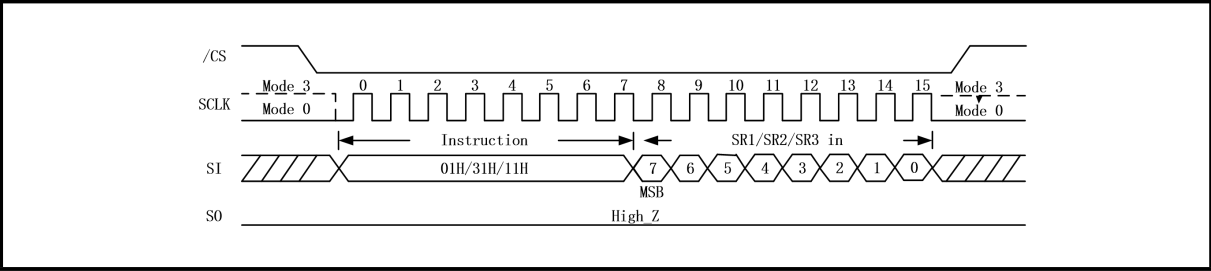 /CS
Mode 3 0 1 2 3 4 5 6 7 8 9 10 11 12 13 14 15 Mode 3
SCLK
Mode 0 Mode 0
Instruction SR1/SR2/SR3 in
SI 01H/31H/11H 7 6 5 4 3 2 1 0
MSB
SO High_Z